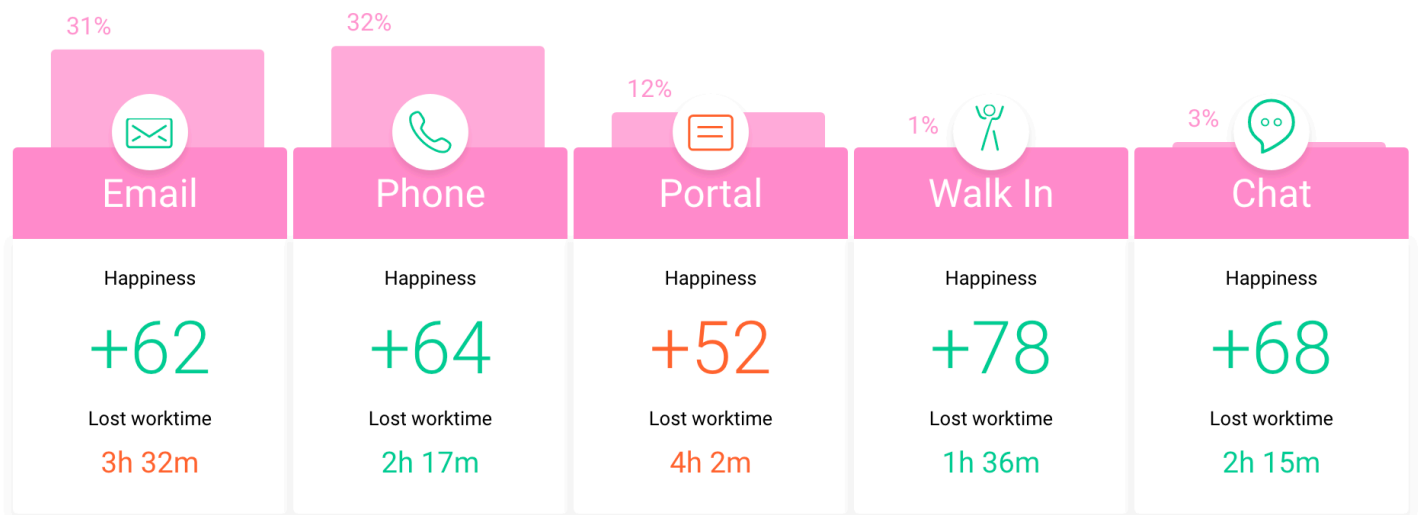 31%
32%
12%
1%
3%
Email
Phone
Portal
Walk In
Chat
Happiness
Happiness
Happiness
Happiness
Happiness
+62
+64
+52
+78
+68
Lost worktime
Lost worktime
Lost worktime
Lost worktime
Lost worktime
3h 32m
2h 17m
4h 2m
1h 36m
2h 15m